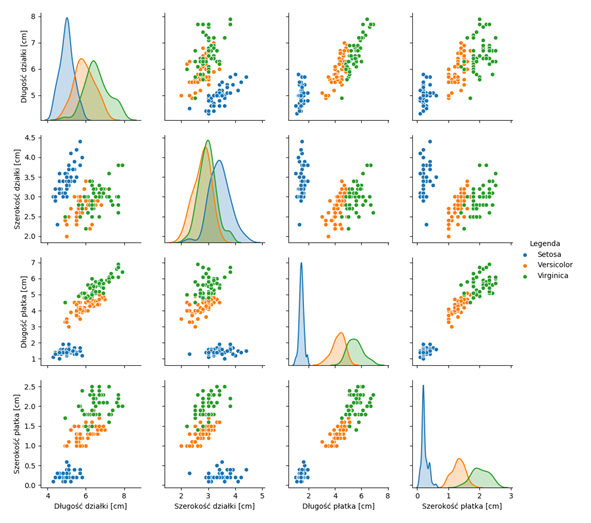 8
7
6
5
Długość działki [cm]
4.5
4.0
3.5
3.0
2.5
2.0
Szerokość działki [cm]
Legenda
Setosa
Versicolor
Virginica
7
6
5
4
3
2
1
Długość płatka [cm]
2.5
2.0
1.5
1.0
0.5
0.0
Szerokość płatka [cm]
4 6 8
2 3 4 5
2 4 6 8
0 1 2 3
Długość działki [cm] Szerokość działki [cm] Długość płatka [cm] Szerokość płatka [cm]